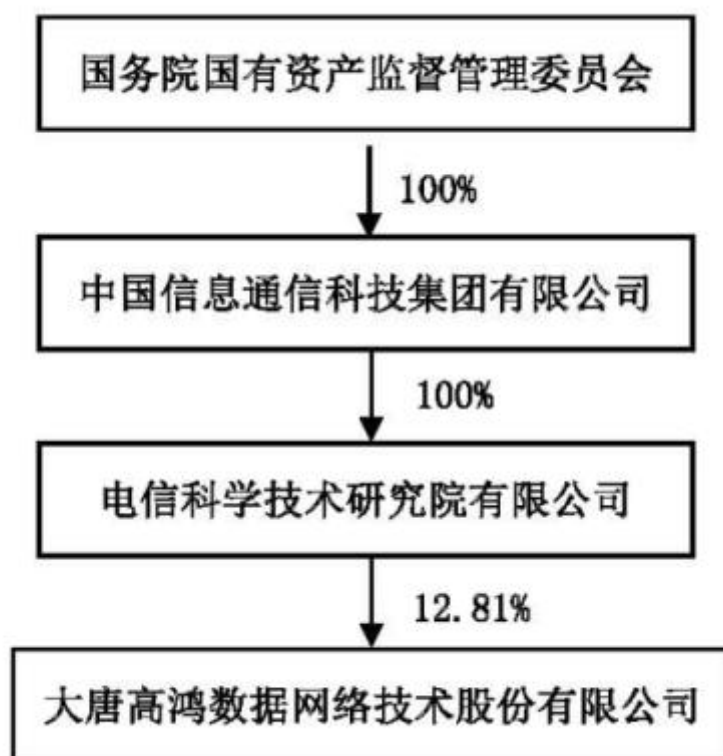 国务院国有资产监督管理委员会
100%
中国信息通信科技集团有限公司
100%
电信科学技术研究院有限公司
12.81%
大唐高鸿数据网络技术股份有限公司